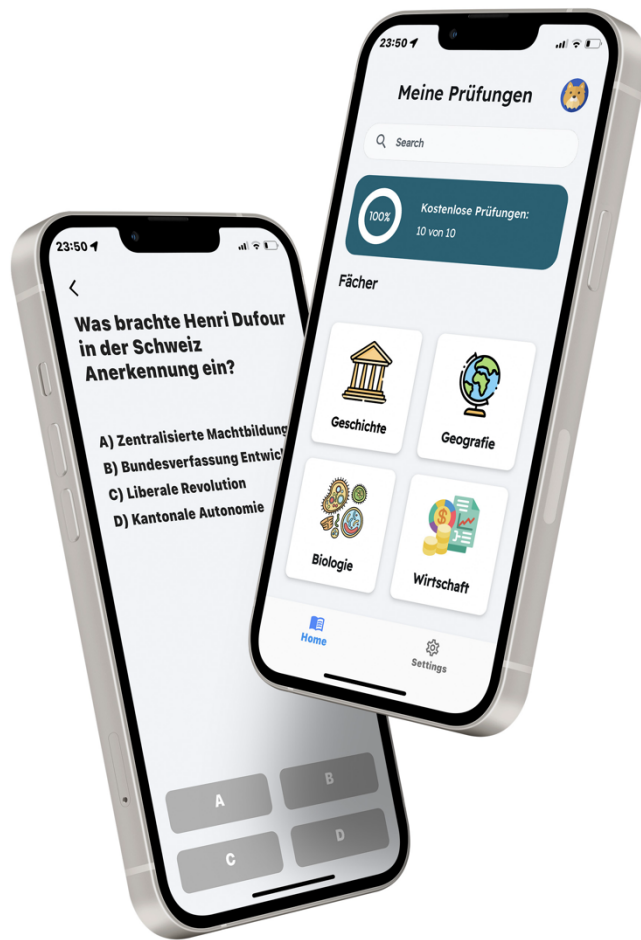 23:50
Was brachte Henri Dufour
in der Schweiz
Anerkennung ein?
A) Zentralisierte Machtbildung
B) Bundesverfassung
C) Liberale Revolution
D) Kantonale Autonomie
A
B
C
D
23:50
Meine Prüfungen
Search
100%
Kostenlose Prüfungen:
10 von 10
Fächer
Geschichte
Geografie
Biologie
Wirtschaft
Home
Settings